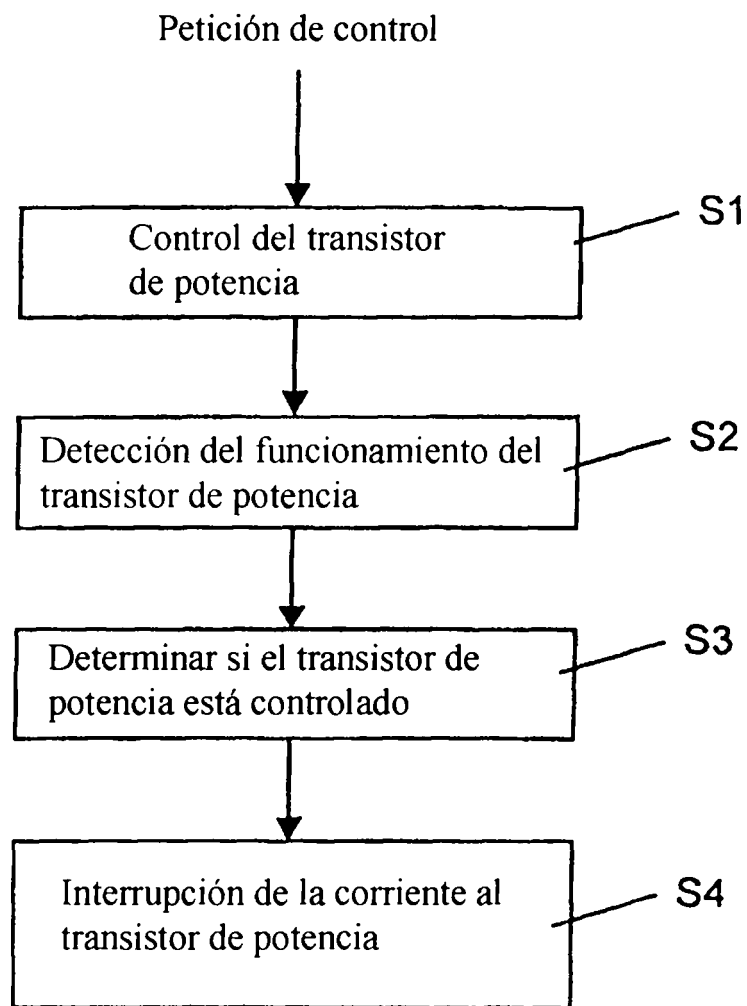 Petición de control
Control del transistor
de potencia
S1
Detección del funcionamiento del
transistor de potencia
S2
Determinar si el transistor de
potencia está controlado
S3
Interrupción de la corriente al
transistor de potencia
S4